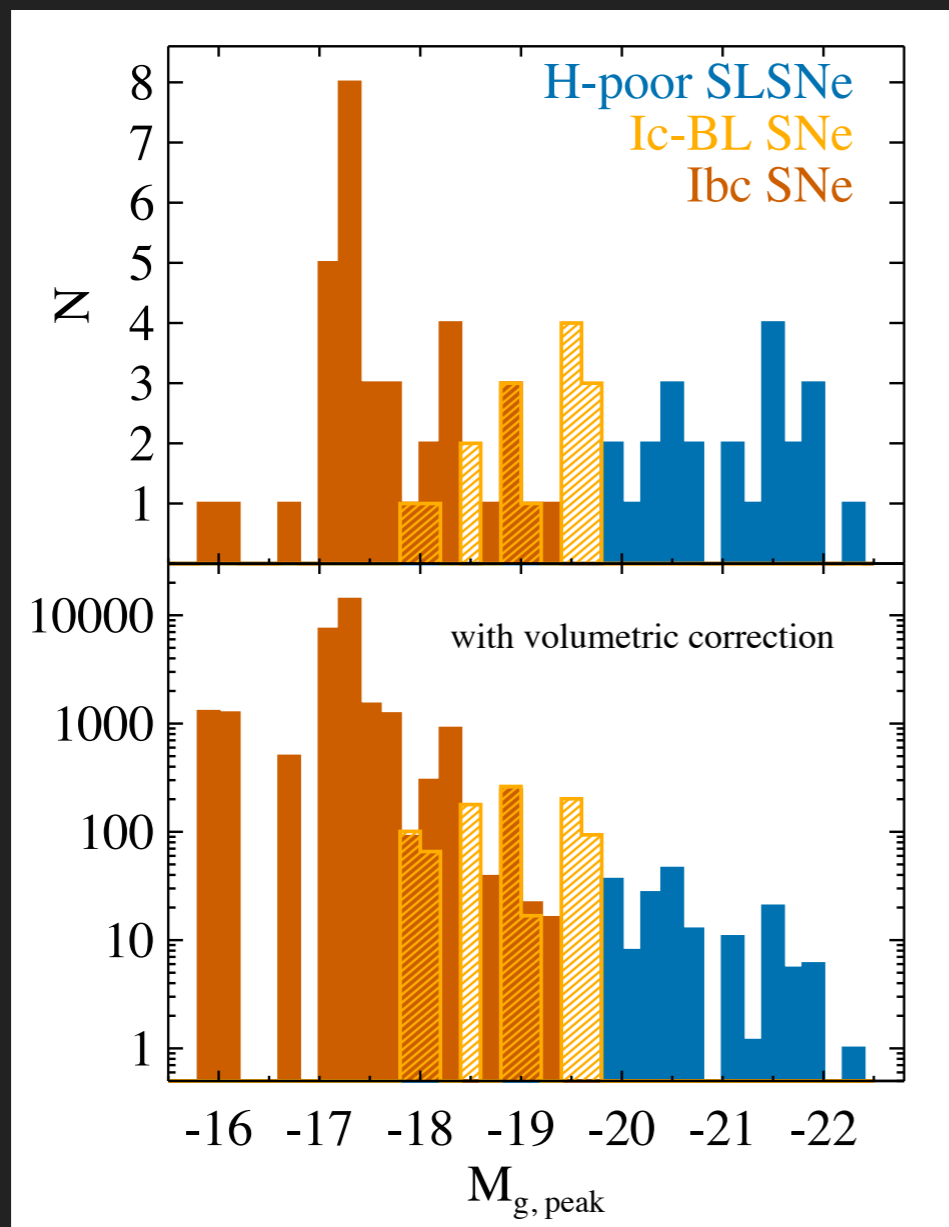 H-poor SLSNe
Ic-BL SNe
Ibc SNe
8
7
6
5
4
3
2
1
N
with volumetric correction
10000
1000
100
10
1
-16 -17 -18 -19 -20 -21 -22
Mg, peak